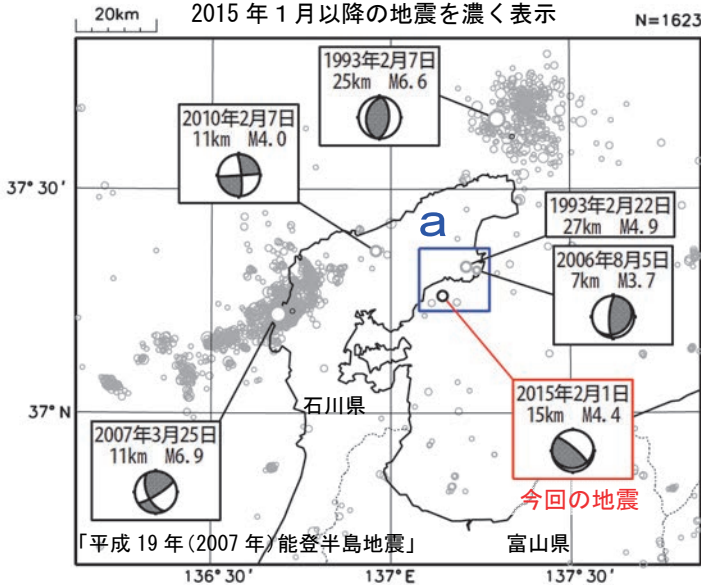 20km
2015年1月以降の地震を濃く表示
N=1623
1993年2月7日
25km M6.6
2010年2月7日
11km M4.0
37°30'
a
1993年2月22日
27km M4.9
2006年8月5日
7km M3.7
石川県
2015年2月1日
15km M4.4
37°N
2007年3月25日
11km M6.9
今回の地震
「平成19年(2007年)能登半島地震」
富山県
136°30'
137°E
137°30'